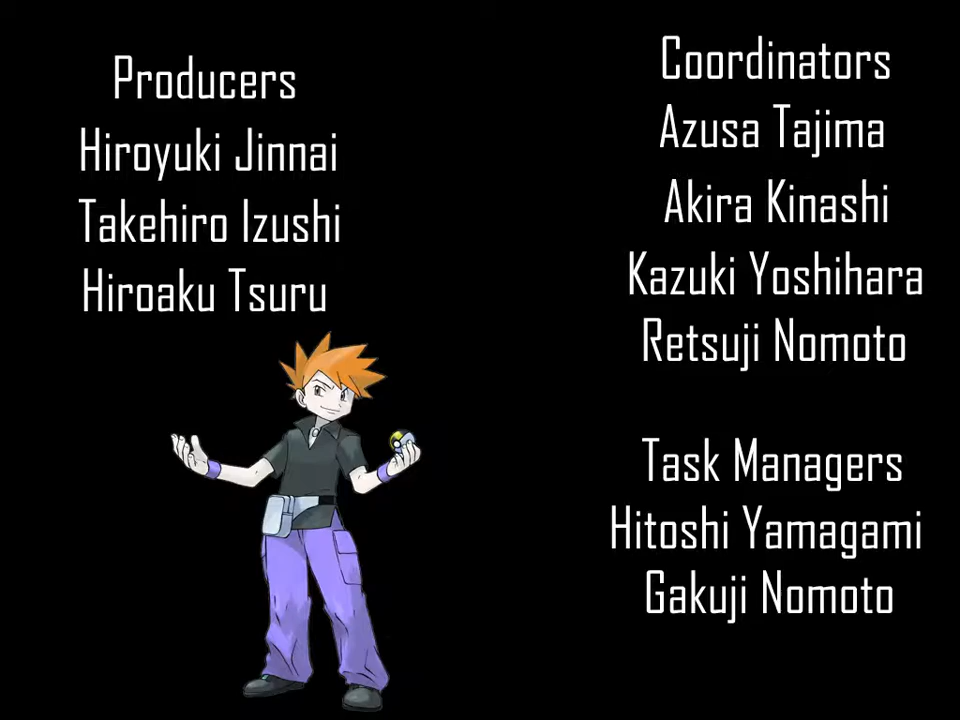 Producers
Hiroyuki Jinnai
Takehiro Izushi
Hiroaku Tsuru
Coordinators
Azusa Tajima
Akira Kinashi
Kazuki Yoshihara
Retsuji Nomoto
Task Managers
Hitoshi Yamagami
Gakuji Nomoto